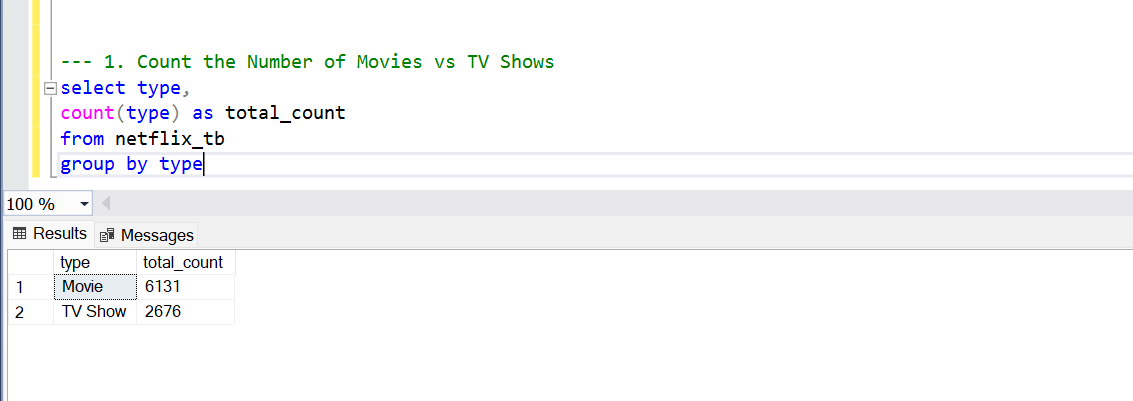 --- 1. Count the Number of Movies vs TV Shows
select type,
count(type) as total_count
from netflix_tb
group by type
100 %
Results Messages
type total_count
1 Movie 6131
2 TV Show 2676